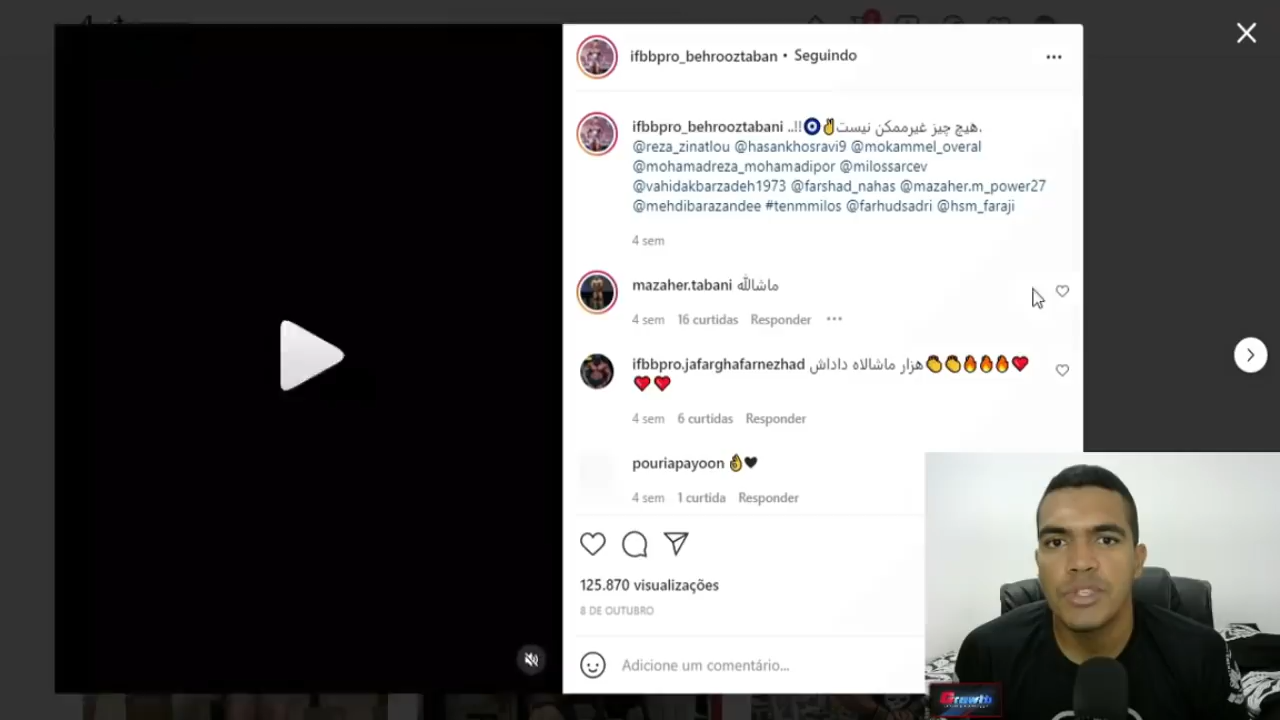 ifbbpro_behrooztaban • Seguindo
ifbbpro_behrooztabani ..!!🧿✌️هیچ چیز غیرممکن نیست.
@reza_zinatlou @hasankhosravi9 @mokammel_overal
@mohamadreza_mohamadipor @milossarcev
@vahidakbarzadeh1973 @farshad_nahas @mazaher.m_power27
@mehdibarazandee #tenmmilos @farhudsadri @hsm_faraji
4 sem
mazaher.tabani ماشالله
4 sem 16 curtidas Responder
ifbbpro.jafarghafarnezhad هزار ماشالاه داداش👏👏🔥🔥🔥❤️
❤️❤️
4 sem 6 curtidas Responder
pouriapayoon 👌🖤
4 sem 1 curtida Responder
125.870 visualizações
8 DE OUTUBRO
Adicione um comentário...
Growth